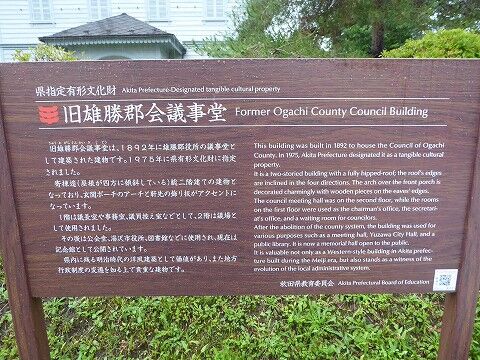 県指定有形文化財 Akita Prefecture-Designated tangible cultural property
旧雄勝郡会議事堂 Former Ogachi County Council Building
旧雄勝郡会議事堂は、1892年に雄勝郡役所の議事堂とし
て建築された建物です。1975年に県有形文化財に指定
されました。
寄棟造(屋根が四方に傾斜している)総二階建ての建物と
なっており、玄関ポーチのアーチと軒先の飾り板がアクセントに
なっています。
1階は議長室や事務室、議員控え室などとして、2階は議場と
して使用されました。
その後は公会堂、湯沢市役所、図書館などに使用され、現在は
記念館として公開されています。
県内に残る明治時代の洋風建築として価値があり、また地方
行政制度の変遷を知る上で貴重な建物です。
This building was built in 1892 to house the Council of Ogachi
County. In 1975, Akita Prefecture designated it as a tangible
cultural property.
It is a two-storied building with a fully hipped-roof; the roof's edges
are inclined in the four directions. The arch over the front porch is
decorated charmingly with wooden pieces on the eaves' edges.
The council meeting hall was on the second floor, while the rooms
on the first floor were used as the chairman's office, the secretari-
at's office, and a waiting room for councilors.
After the abolition of the county system, the building was used for
various purposes such as a meeting hall, Yuzawa City Hall, and a
public library. It is now a memorial hall open to the public.
It is valuable not only as a Western-style building in Akita prefec-
ture built during the Meiji era, but also stands as a witness of the
evolution of the local administrative system.
秋田県教育委員会 Akita Prefectural Board of Education